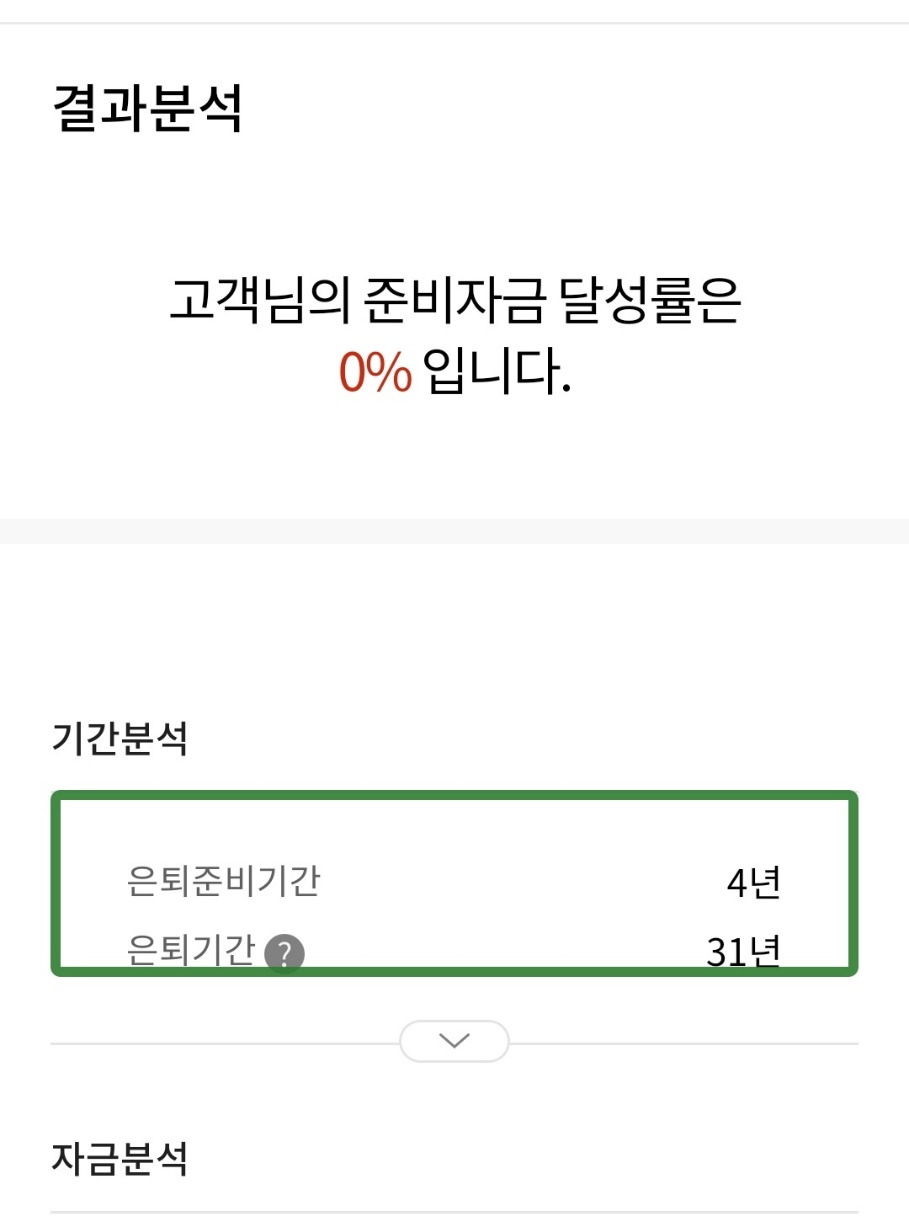 결과분석
고객님의 준비자금 달성률은
0% 입니다.
기간분석
은퇴준비기간 4년
은퇴기간 ? 31년
자금분석